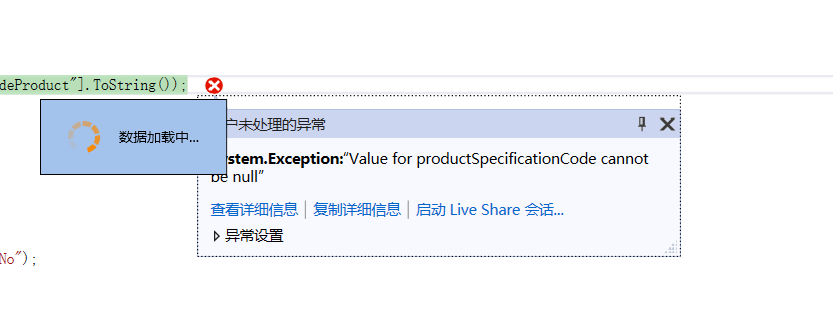 deProduct"].ToString());
数据加载中...
户未处理的异常
ystem.Exception:“Value for productSpecificationCode cannot
be null”
查看详细信息 | 复制详细信息 | 启动 Live Share 会话...
异常设置
No");